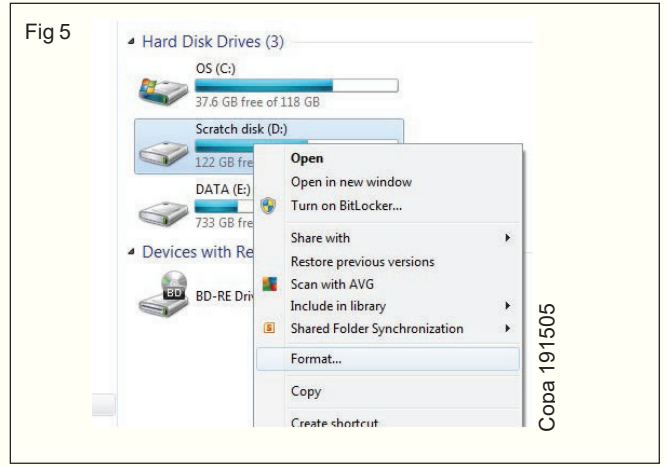 Fig 5
Hard Disk Drives (3)
OS (C:)
37.6 GB free of 118 GB
Scratch disk (D:)
122 GB fre
DATA (E:)
733 GB fre
Devices with Re
BD
BD-RE Driv
Open
Open in new window
Turn on BitLocker...
Share with
Restore previous versions
Scan with AVG
Include in library
S
Shared Folder Synchronization
Format...
Copy
Create shortcut
Copa 191505